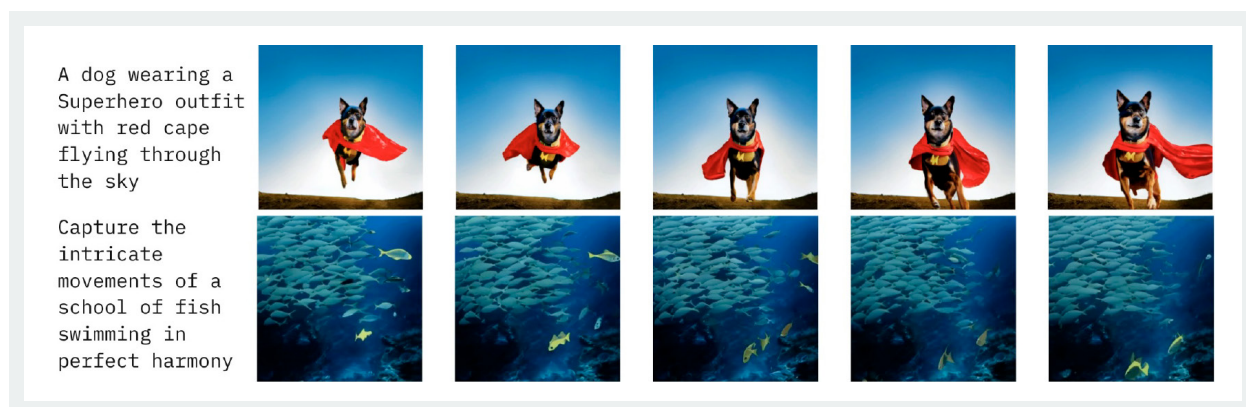 A dog wearing a
Superhero outfit
with red cape
flying through
the sky
Capture the
intricate
movements of a
school of fish
swimming in
perfect harmony